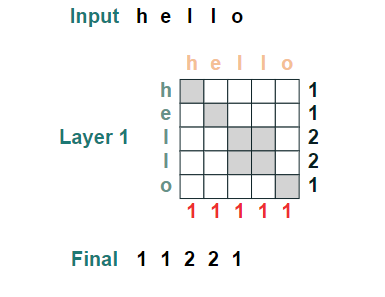 Input h e l l o
h e l l o
h 1
e 1
Layer 1 l 2
l 2
o 1
1 1 1 1 1
Final 1 1 2 2 1